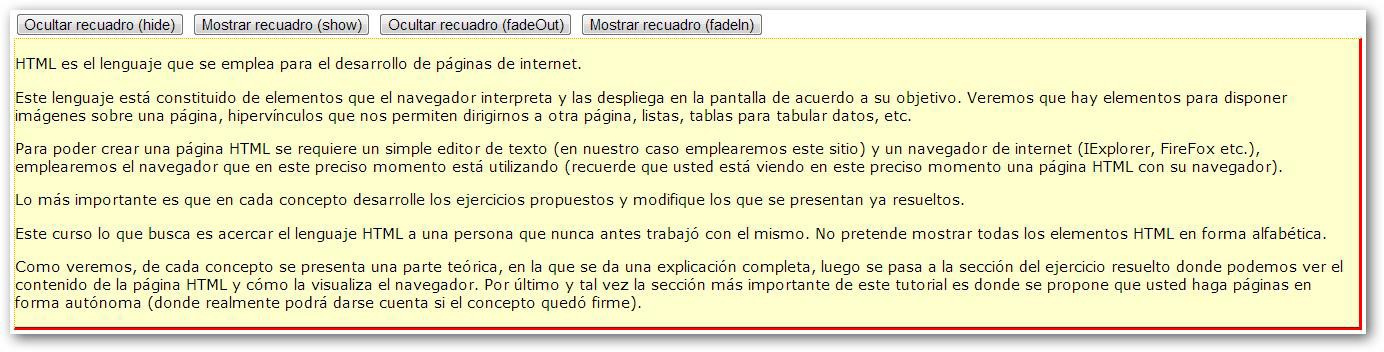 Ocultar recuadro (hide) Mostrar recuadro (show) Ocultar recuadro (fadeOut) Mostrar recuadro (fadeIn)
HTML es el lenguaje que se emplea para el desarrollo de páginas de internet.
Este lenguaje está constituido de elementos que el navegador interpreta y las despliega en la pantalla de acuerdo a su objetivo. Veremos que hay elementos para disponer
imágenes sobre una página, hipervínculos que nos permiten dirigirnos a otra página, listas, tablas para tabular datos, etc.
Para poder crear una página HTML se requiere un simple editor de texto (en nuestro caso emplearemos este sitio) y un navegador de internet (IExplorer, FireFox etc.),
emplearemos el navegador que en este preciso momento está utilizando (recuerde que usted está viendo en este preciso momento una página HTML con su navegador).
Lo más importante es que en cada concepto desarrolle los ejercicios propuestos y modifique los que se presentan ya resueltos.
Este curso lo que busca es acercar el lenguaje HTML a una persona que nunca antes trabajó con el mismo. No pretende mostrar todas los elementos HTML en forma alfabética.
Como veremos, de cada concepto se presenta una parte teórica, en la que se da una explicación completa, luego se pasa a la sección del ejercicio resuelto donde podemos ver el
contenido de la página HTML y cómo la visualiza el navegador. Por último y tal vez la sección más importante de este tutorial es donde se propone que usted haga páginas en
forma autónoma (donde realmente podrá darse cuenta si el concepto quedó firme).